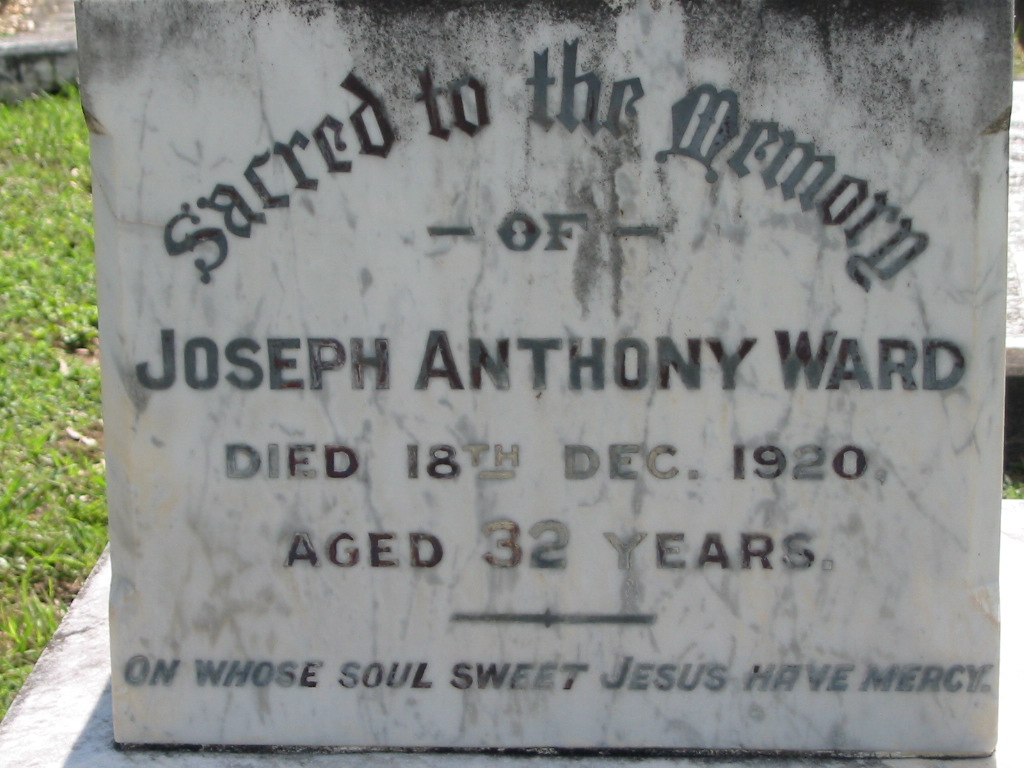 Sacred to the Memory
— OF —
JOSEPH ANTHONY WARD
DIED 18TH DEC. 1920.
AGED 32 YEARS.
ON WHOSE SOUL SWEET JESUS HAVE MERCY.